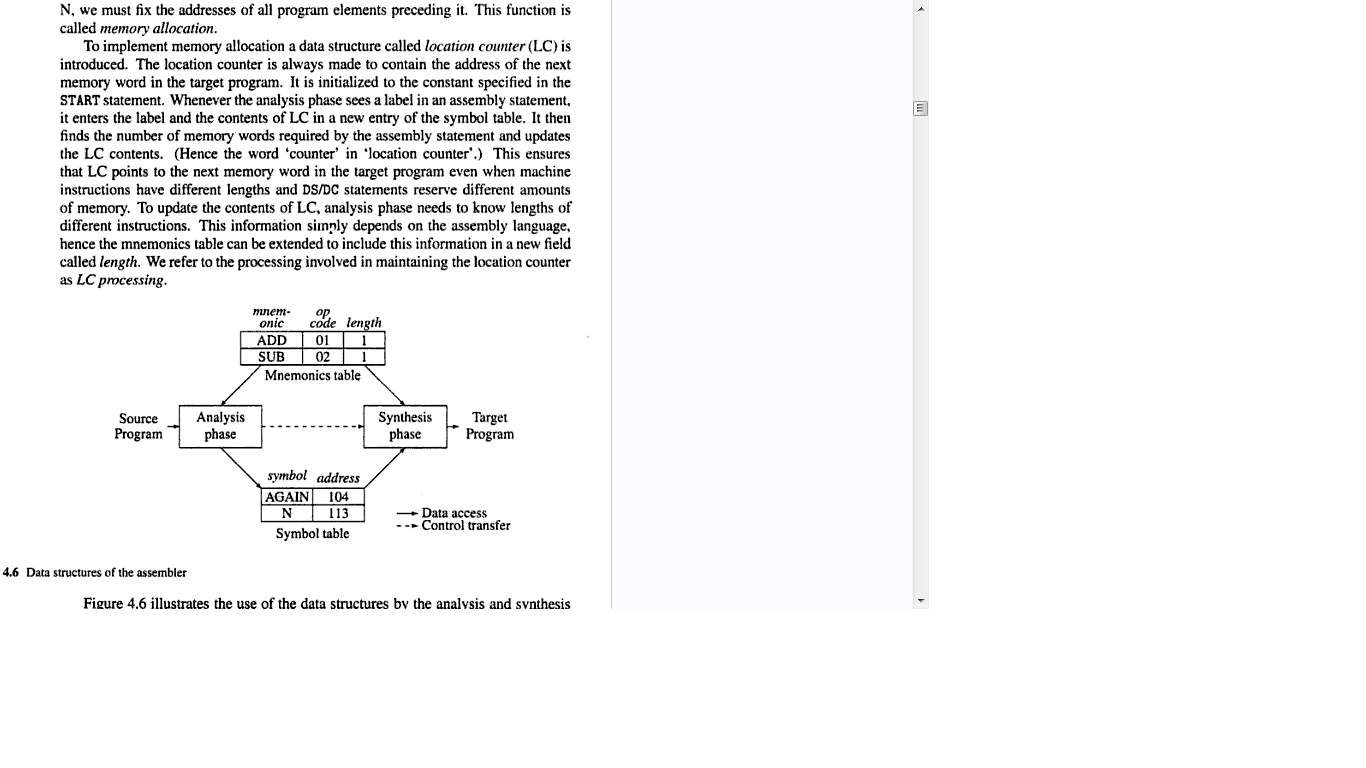 N, we must fix the addresses of all program elements preceding it. This function is
called memory allocation.
To implement memory allocation a data structure called location counter (LC) is
introduced. The location counter is always made to contain the address of the next
memory word in the target program. It is initialized to the constant specified in the
START statement. Whenever the analysis phase sees a label in an assembly statement,
it enters the label and the contents of LC in a new entry of the symbol table. It then
finds the number of memory words required by the assembly statement and updates
the LC contents. (Hence the word ‘counter’ in ‘location counter’.) This ensures
that LC points to the next memory word in the target program even when machine
instructions have different lengths and DS/DC statements reserve different amounts
of memory. To update the contents of LC, analysis phase needs to know lengths of
different instructions. This information simply depends on the assembly language,
hence the mnemonics table can be extended to include this information in a new field
called length. We refer to the processing involved in maintaining the location counter
as LC processing.
mnem- op
onic code length
ADD 01 1
SUB 02 1
Mnemonics table
Source Analysis Synthesis Target
Program phase phase Program
symbol address
AGAIN 104
N 113
Symbol table
Data access
Control transfer
4.6 Data structures of the assembler
Figure 4.6 illustrates the use of the data structures by the analysis and synthesis